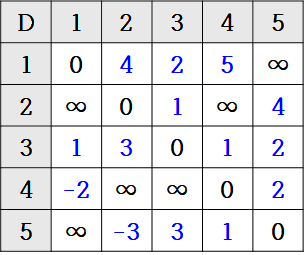 D 1 2 3 4 5
1 0 4 2 5 ∞
2 ∞ 0 1 ∞ 4
3 1 3 0 1 2
4 -2 ∞ ∞ 0 2
5 ∞ -3 3 1 0